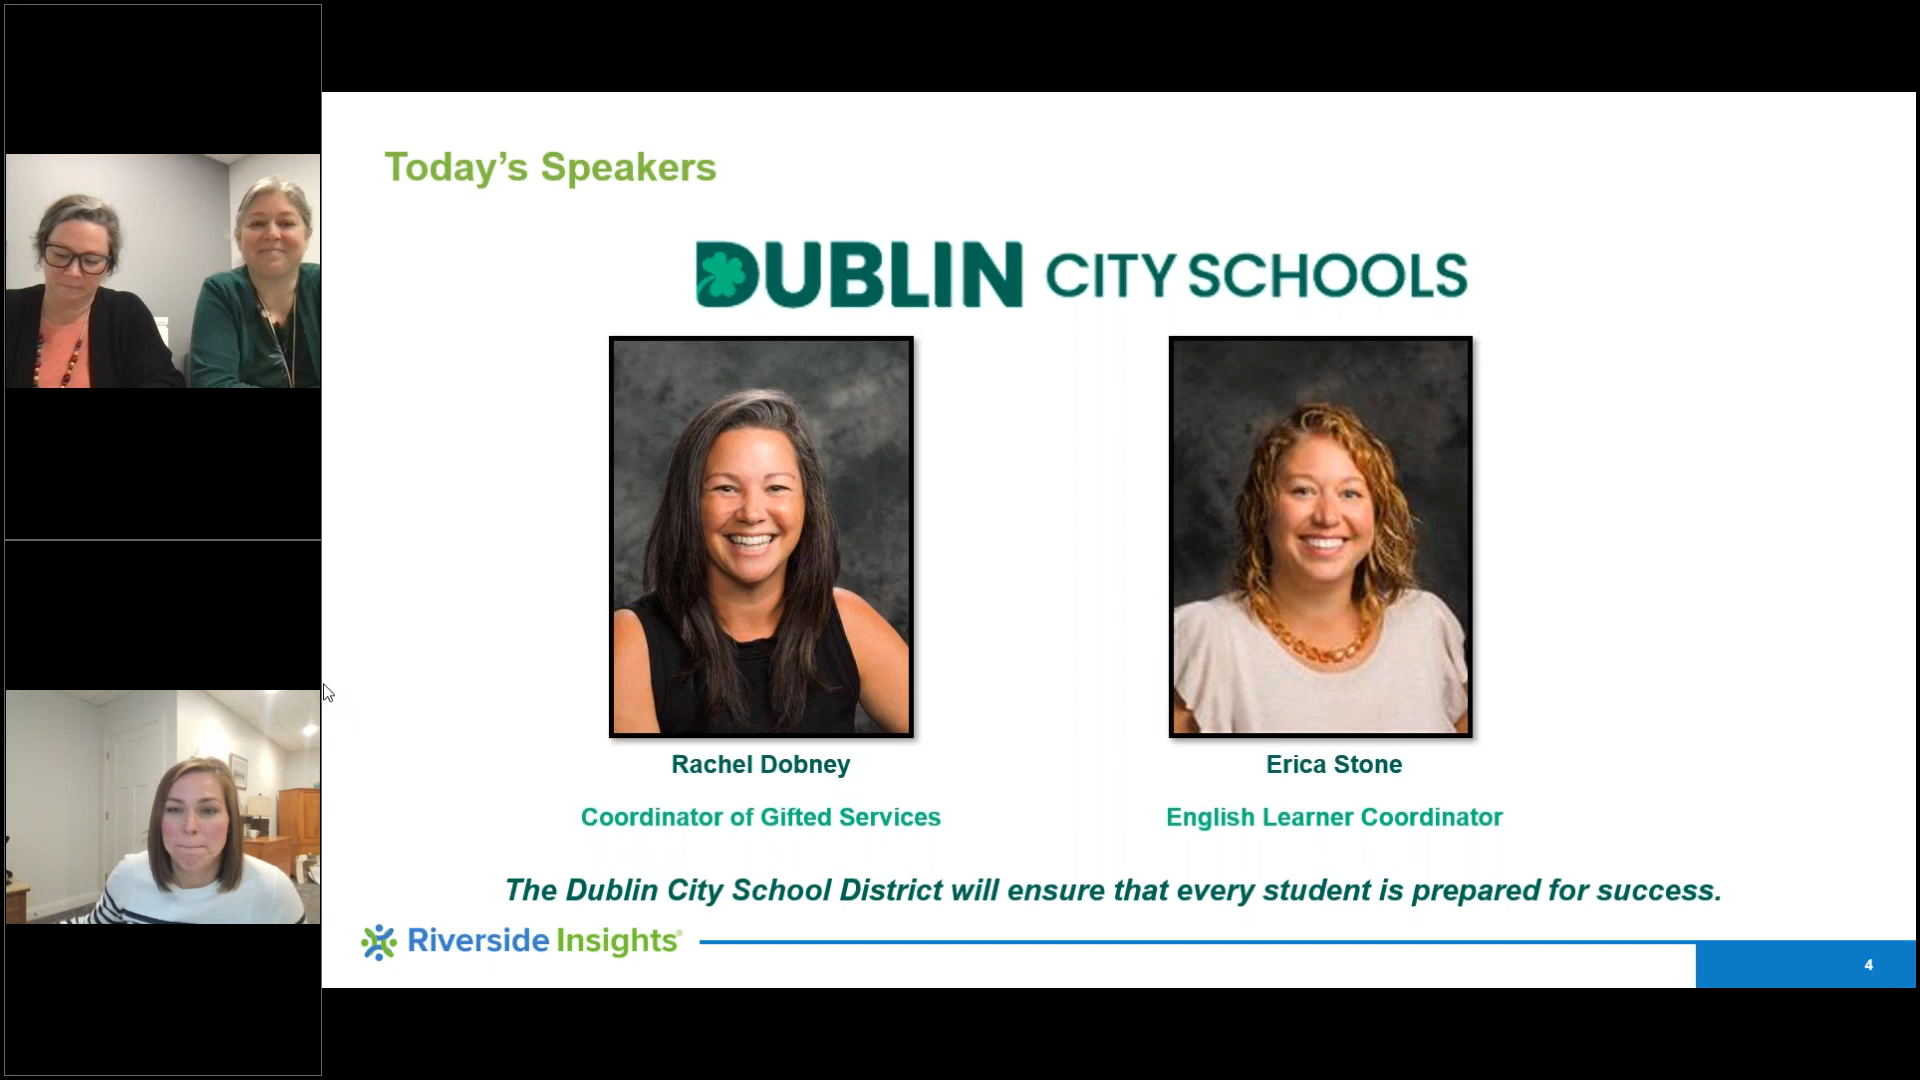 Today’s Speakers
DUBLIN CITY SCHOOLS
Rachel Dobney
Erica Stone
Coordinator of Gifted Services
English Learner Coordinator
The Dublin City School District will ensure that every student is prepared for success.
Riverside Insights®
4